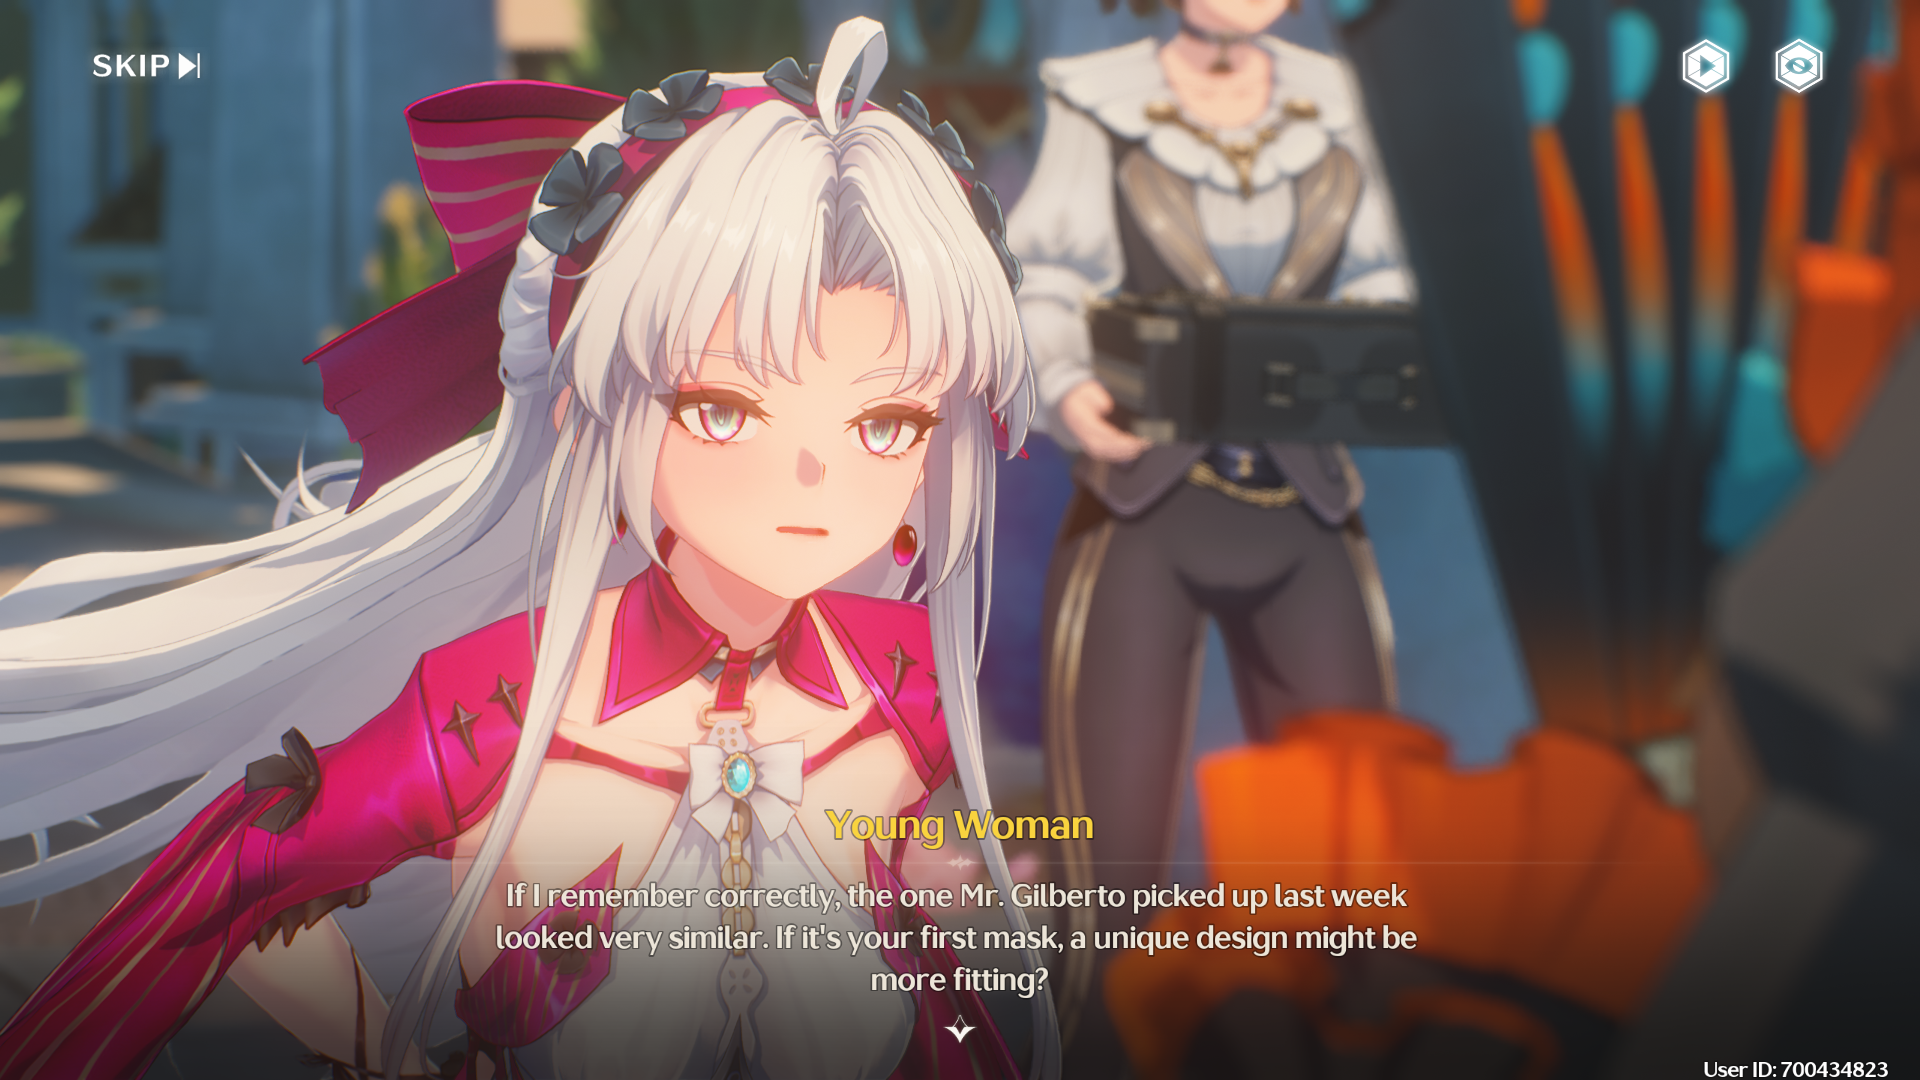 SKIP
Young Woman
If I remember correctly, the one Mr. Gilberto picked up last week
looked very similar. If it's your first mask, a unique design might be
more fitting?
User ID: 700434823